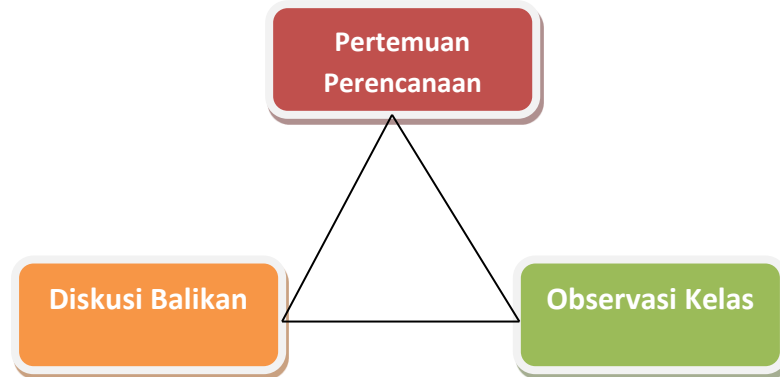 Pertemuan
Perencanaan
Diskusi Balikan
Observasi Kelas